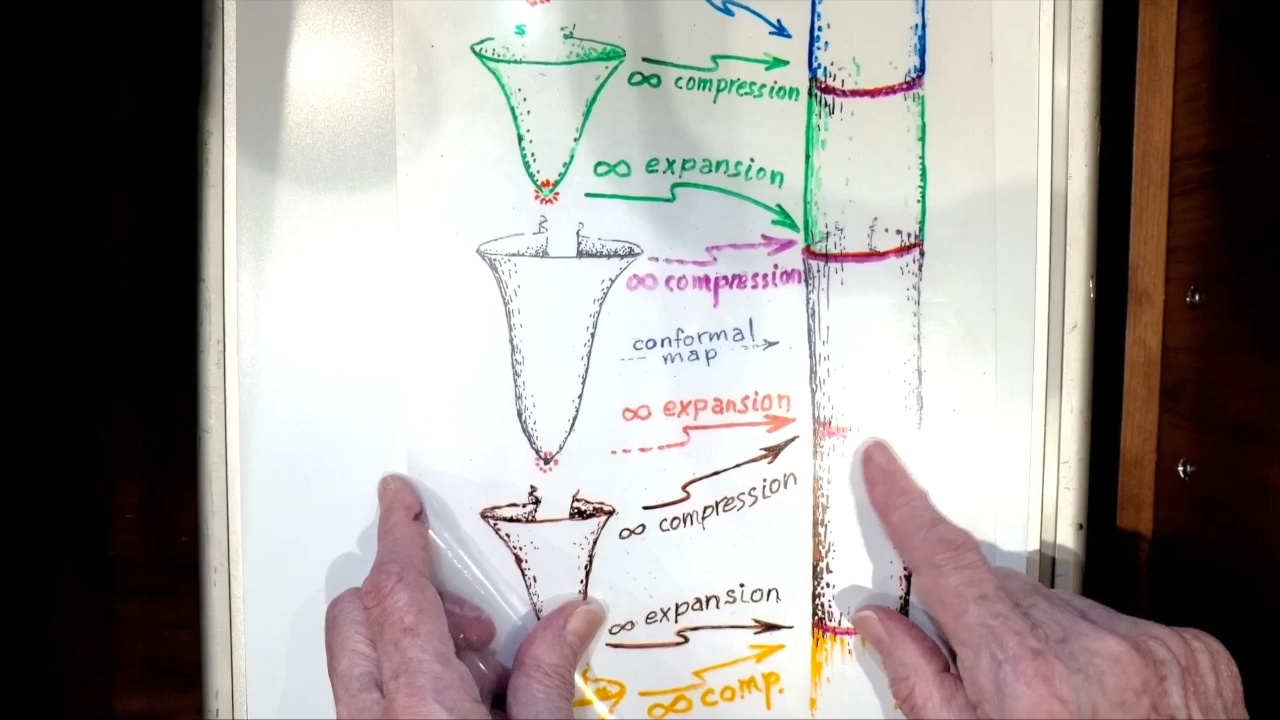 ∞ compression
∞ expansion
∞ compression
conformal
map
∞ expansion
∞ compression
∞ expansion
∞ comp.